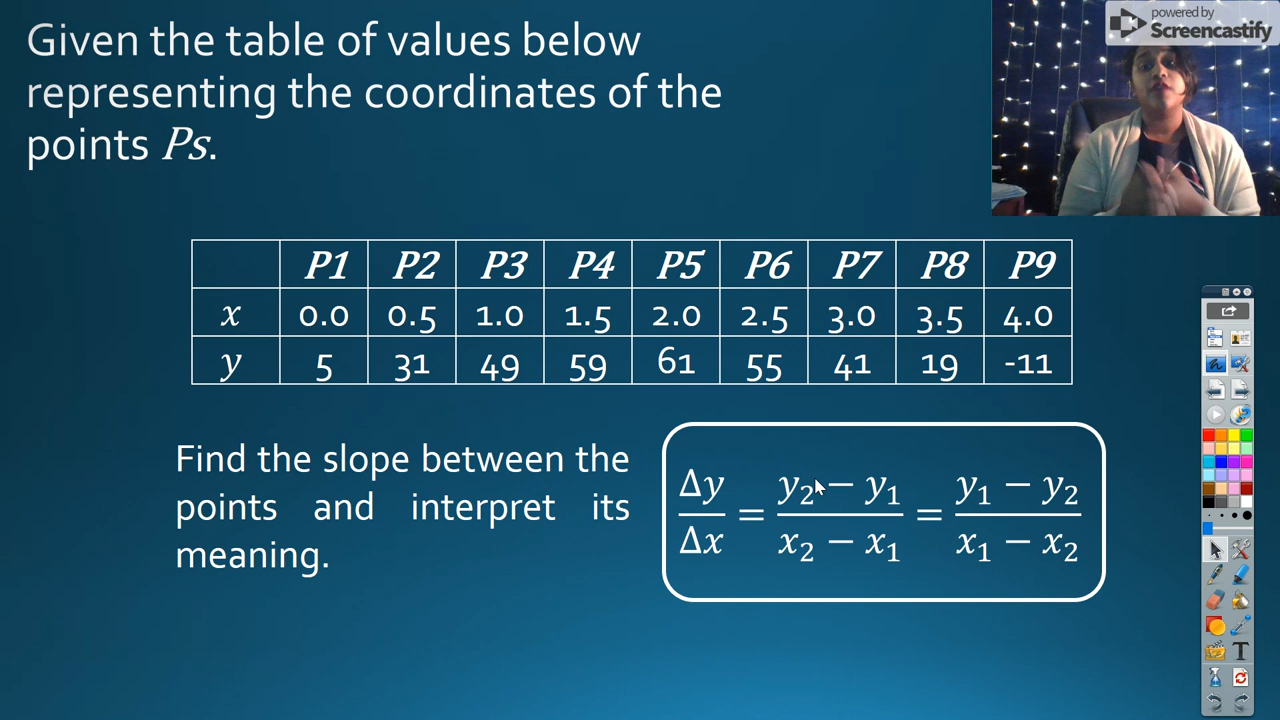 Given the table of values below
representing the coordinates of the
points Ps.
powered by
Screencastify
P1 P2 P3 P4 P5 P6 P7 P8 P9
x 0.0 0.5 1.0 1.5 2.0 2.5 3.0 3.5 4.0
y 5 31 49 59 61 55 41 19 -11
Find the slope between the
points and interpret its
meaning.
Δy/Δx = (y₂ − y₁)/(x₂ − x₁) = (y₁ − y₂)/(x₁ − x₂)
T